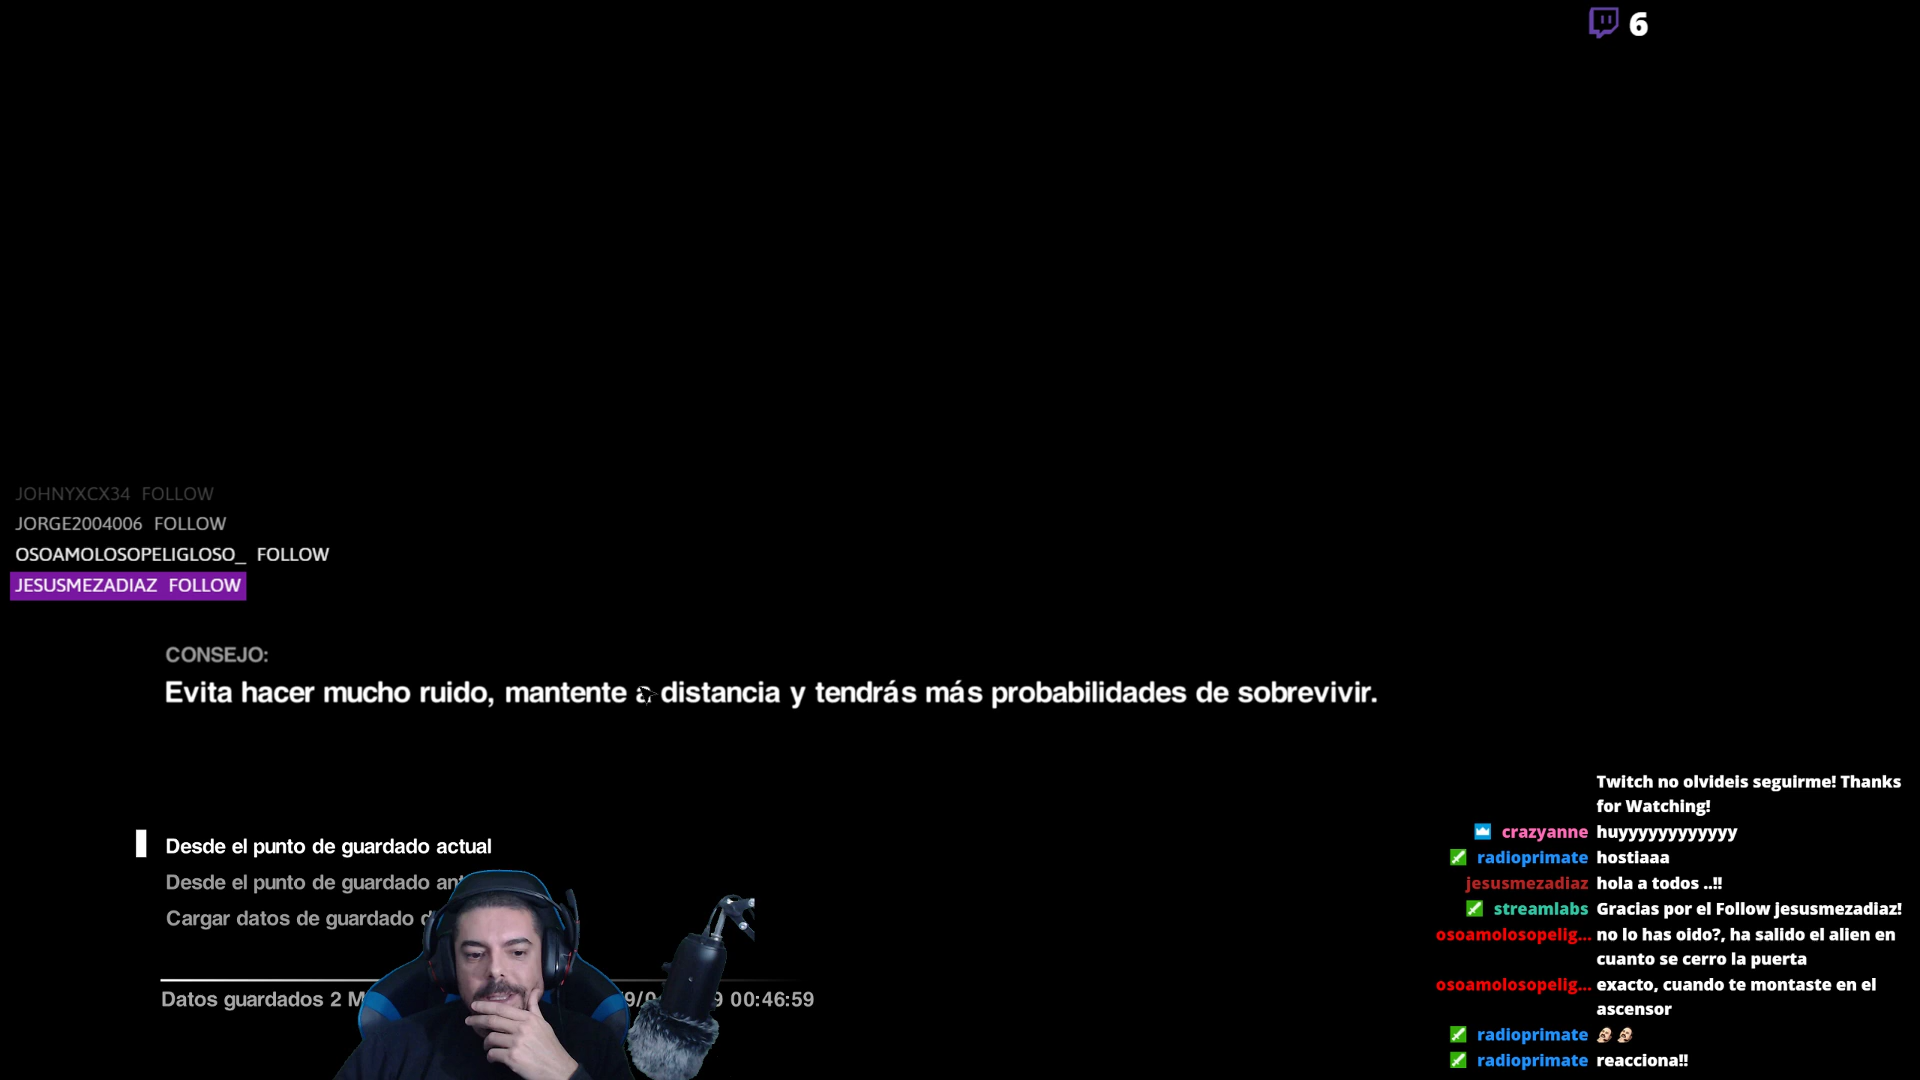 6
JOHNYXCX34 FOLLOW
JORGE2004006 FOLLOW
OSOAMOLOSOPELIGLOSO_ FOLLOW
JESUSMEZADIAZ FOLLOW
CONSEJO:
Evita hacer mucho ruido, mantente a distancia y tendrás más probabilidades de sobrevivir.
Desde el punto de guardado actual
Desde el punto de guardado
Cargar datos de guardado
Datos guardados 2 00:46:59
Twitch no olvideis seguirme! Thanks
for Watching!
crazyanne huyyyyyyyyyyyy
radioprimate hostiaaa
jesusmezadiaz hola a todos ..!!
streamlabs Gracias por el Follow jesusmezadiaz!
osoamolosopelig... no lo has oido?, ha salido el alien en
cuanto se cerro la puerta
osoamolosopelig... exacto, cuando te montaste en el
ascensor
radioprimate
radioprimate reacciona!!